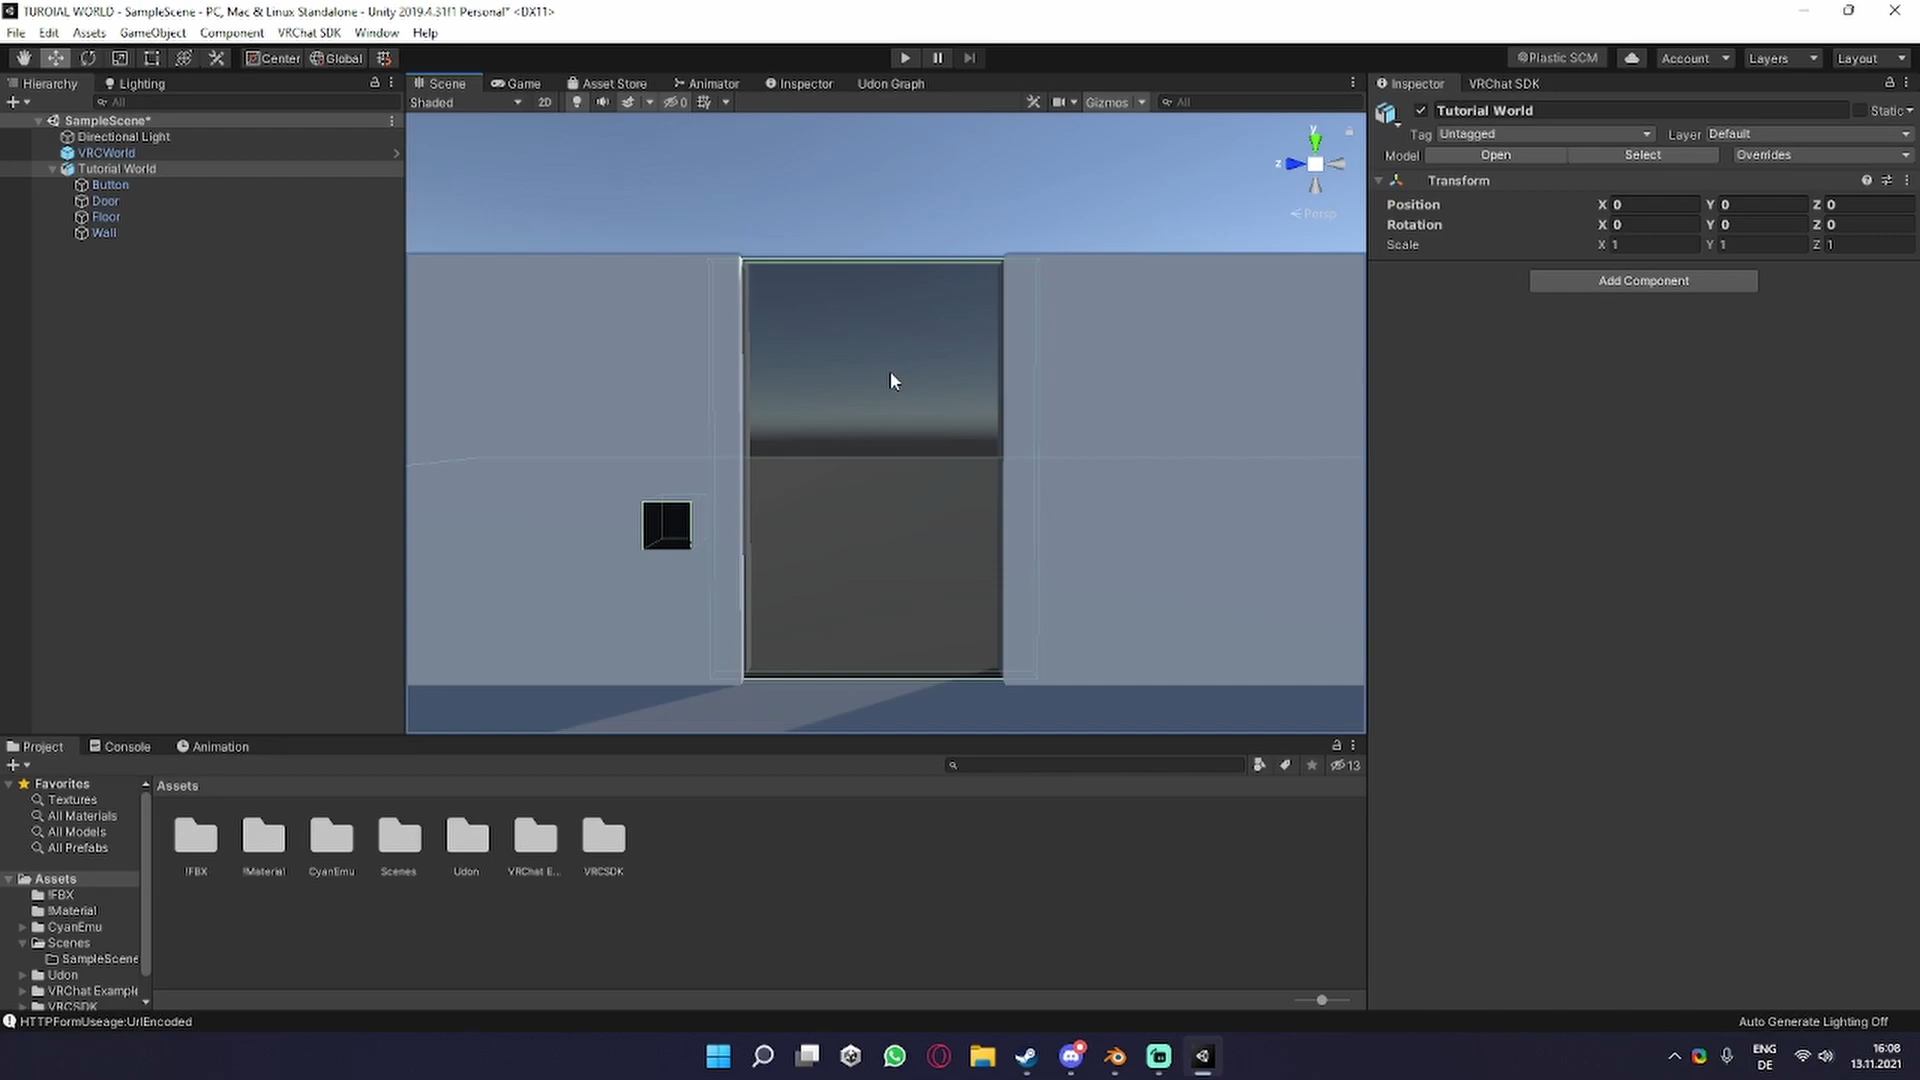 TUROIAL WORLD - SampleScene - PC, Mac & Linux Standalone - Unity 2019.4.31f1 Personal* <DX11>
File Edit Assets GameObject Component VRChat SDK Window Help
Center Global Plastic SCM Account Layers Layout
Hierarchy Lighting Scene Game Asset Store Animator Inspector Udon Graph Inspector VRChat SDK
All Shaded 2D 0 Gizmos All
SampleScene*
Directional Light
VRCWorld
Tutorial World
Button
Door
Floor
Wall
y
z
Persp
Tutorial World Static
Tag Untagged Layer Default
Model Open Select Overrides
Transform
Position X 0 Y 0 Z 0
Rotation X 0 Y 0 Z 0
Scale X 1 Y 1 Z 1
Add Component
Project Console Animation
13
Favorites
Textures
All Materials
All Models
All Prefabs
Assets
!FBX
!Material
CyanEmu
Scenes
SampleScene
Udon
VRChat Example
VRCSDK
Assets
!FBX !Material CyanEmu Scenes Udon VRChat E... VRCSDK
HTTPFormUseage:UrlEncoded
Auto Generate Lighting Off
ENG
DE
16:08
13.11.2021